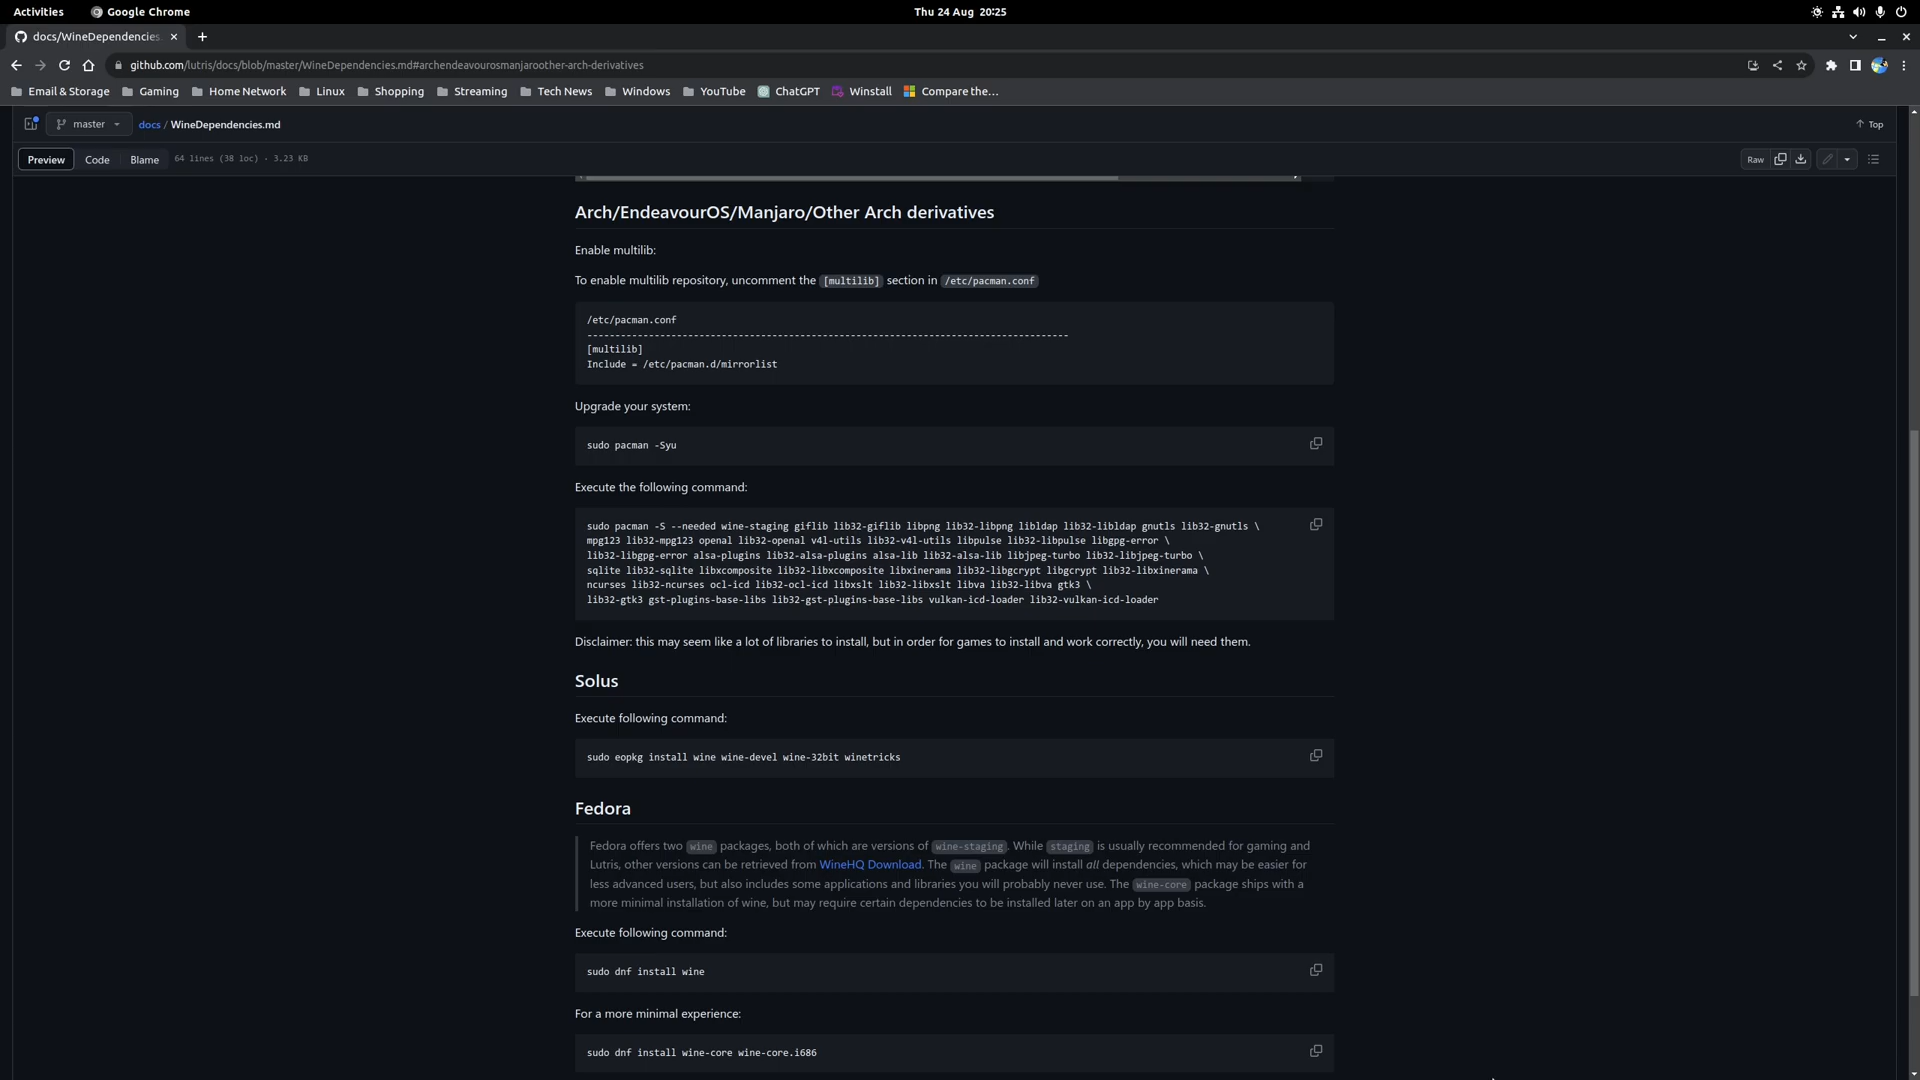 Activities Google Chrome Thu 24 Aug 20:25
docs/WineDependencies.
github.com/lutris/docs/blob/master/WineDependencies.md#archendeavourosmanjaroother-arch-derivatives
Email & Storage Gaming Home Network Linux Shopping Streaming Tech News Windows YouTube ChatGPT Winstall Compare the...
master docs / WineDependencies.md Top
Preview Code Blame 64 lines (38 loc) · 3.23 KB Raw
Arch/EndeavourOS/Manjaro/Other Arch derivatives
Enable multilib:
To enable multilib repository, uncomment the [multilib] section in /etc/pacman.conf
/etc/pacman.conf
--------------------------------------------------------------------------------------
[multilib]
Include = /etc/pacman.d/mirrorlist
Upgrade your system:
sudo pacman -Syu
Execute the following command:
sudo pacman -S --needed wine-staging giflib lib32-giflib libpng lib32-libpng libldap lib32-libldap gnutls lib32-gnutls \
mpg123 lib32-mpg123 openal lib32-openal v4l-utils lib32-v4l-utils libpulse lib32-libpulse libgpg-error \
lib32-libgpg-error alsa-plugins lib32-alsa-plugins alsa-lib lib32-alsa-lib libjpeg-turbo lib32-libjpeg-turbo \
sqlite lib32-sqlite libxcomposite lib32-libxcomposite libxinerama lib32-libgcrypt libgcrypt lib32-libxinerama \
ncurses lib32-ncurses ocl-icd lib32-ocl-icd libxslt lib32-libxslt libva lib32-libva gtk3 \
lib32-gtk3 gst-plugins-base-libs lib32-gst-plugins-base-libs vulkan-icd-loader lib32-vulkan-icd-loader
Disclaimer: this may seem like a lot of libraries to install, but in order for games to install and work correctly, you will need them.
Solus
Execute following command:
sudo eopkg install wine wine-devel wine-32bit winetricks
Fedora
Fedora offers two wine packages, both of which are versions of wine-staging. While staging is usually recommended for gaming and
Lutris, other versions can be retrieved from WineHQ Download. The wine package will install all dependencies, which may be easier for
less advanced users, but also includes some applications and libraries you will probably never use. The wine-core package ships with a
more minimal installation of wine, but may require certain dependencies to be installed later on an app by app basis.
Execute following command:
sudo dnf install wine
For a more minimal experience:
sudo dnf install wine-core wine-core.i686